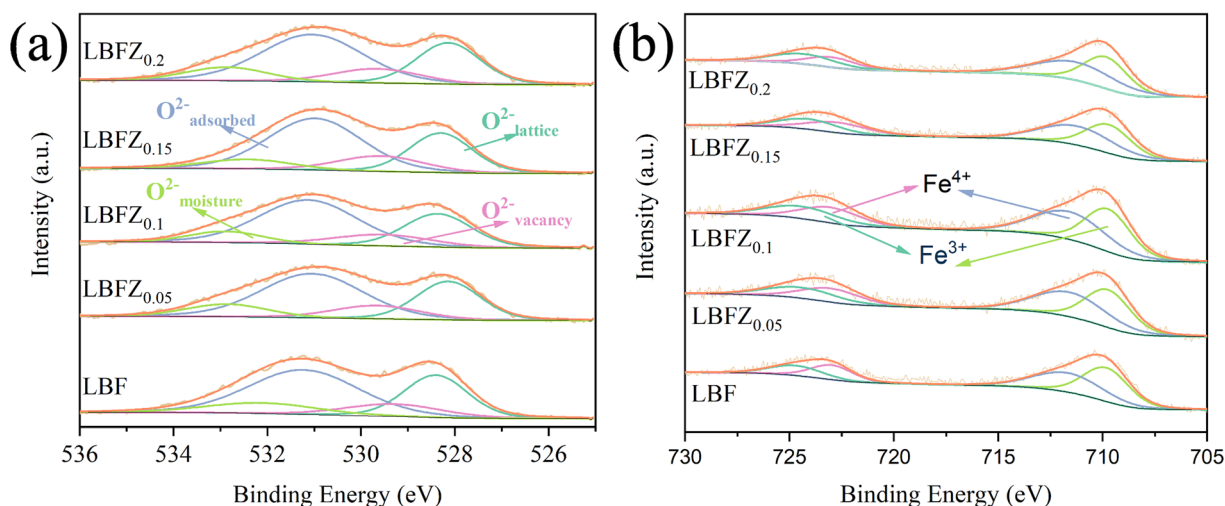 (a)
LBFZ0.2
O2-adsorbed
O2-lattice
LBFZ0.15
O2-moisture
O2-vacancy
LBFZ0.1
LBFZ0.05
LBF
Intensity (a.u.)
536 534 532 530 528 526
Binding Energy (eV)
(b)
LBFZ0.2
LBFZ0.15
Fe4+
LBFZ0.1
Fe3+
LBFZ0.05
LBF
Intensity (a.u.)
730 725 720 715 710 705
Binding Energy (eV)